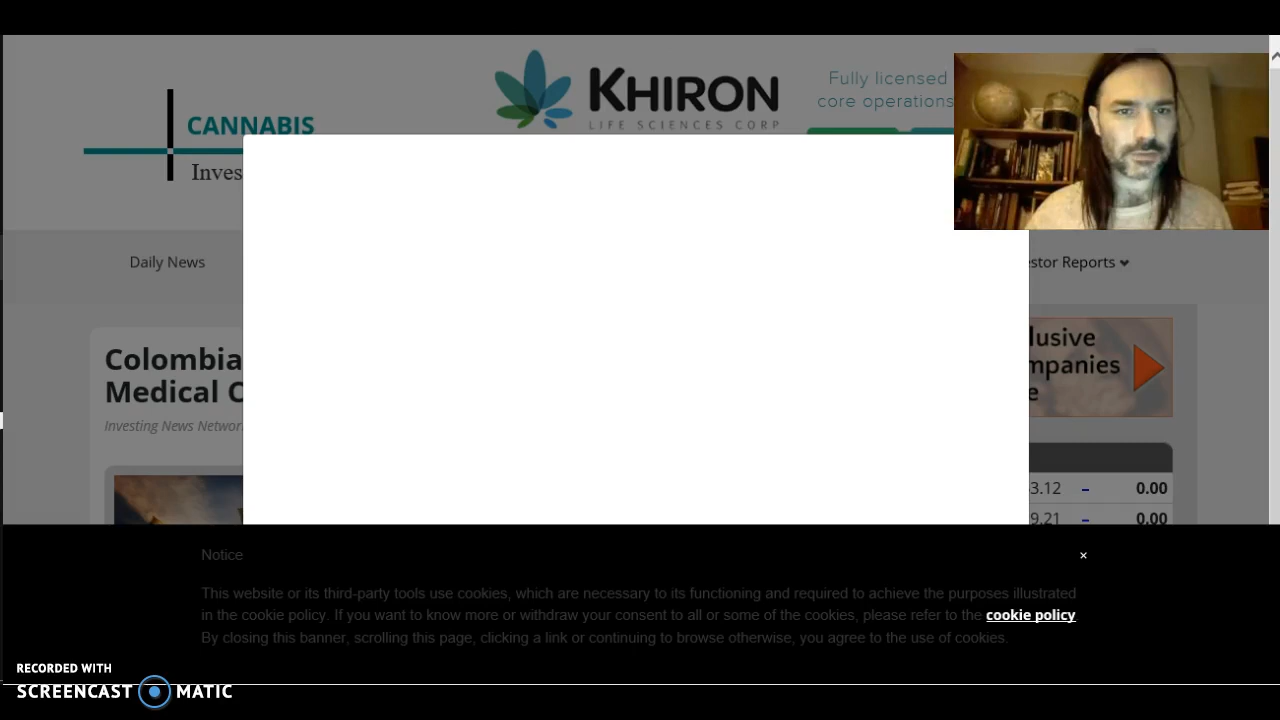 KHIRON
LIFE SCIENCES CORP
Fully licensed
core operations
CANNABIS
Inves
Daily News
estor Reports
Colombia
Medical C
Investing News Networ
lusive
mpanies
e
3.12 – 0.00
9.21 – 0.00
Notice
×
This website or its third-party tools use cookies, which are necessary to its functioning and required to achieve the purposes illustrated
in the cookie policy. If you want to know more or withdraw your consent to all or some of the cookies, please refer to the cookie policy
By closing this banner, scrolling this page, clicking a link or continuing to browse otherwise, you agree to the use of cookies.
RECORDED WITH
SCREENCAST MATIC